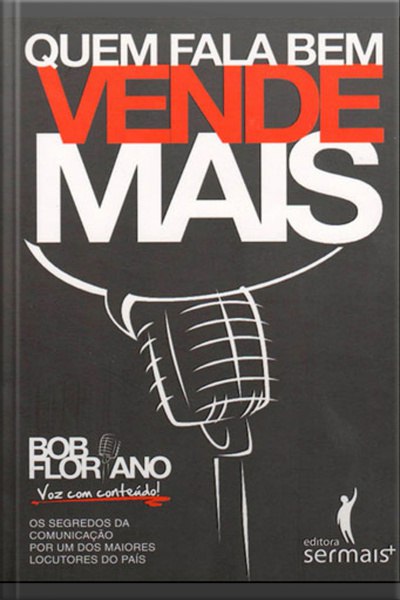 QUEM FALA BEM
VENDE
MAIS
BOB
FLORIANO
Voz com conteúdo!
OS SEGREDOS DA
COMUNICAÇÃO
POR UM DOS MAIORES
LOCUTORES DO PAÍS
editora
sermais+